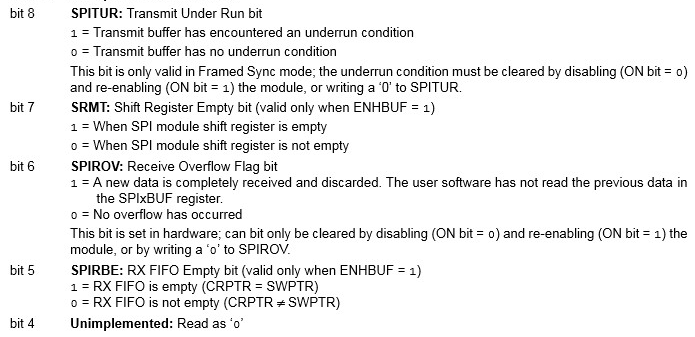 bit 8 SPITUR: Transmit Under Run bit
1 = Transmit buffer has encountered an underrun condition
0 = Transmit buffer has no underrun condition
This bit is only valid in Framed Sync mode; the underrun condition must be cleared by disabling (ON bit = 0)
and re-enabling (ON bit = 1) the module, or writing a '0' to SPITUR.
bit 7 SRMT: Shift Register Empty bit (valid only when ENHBUF = 1)
1 = When SPI module shift register is empty
0 = When SPI module shift register is not empty
bit 6 SPIROV: Receive Overflow Flag bit
1 = A new data is completely received and discarded. The user software has not read the previous data in
the SPIxBUF register.
0 = No overflow has occurred
This bit is set in hardware; can bit only be cleared by disabling (ON bit = 0) and re-enabling (ON bit = 1) the
module, or by writing a '0' to SPIROV.
bit 5 SPIRBE: RX FIFO Empty bit (valid only when ENHBUF = 1)
1 = RX FIFO is empty (CRPTR = SWPTR)
0 = RX FIFO is not empty (CRPTR ≠ SWPTR)
bit 4 Unimplemented: Read as '0'